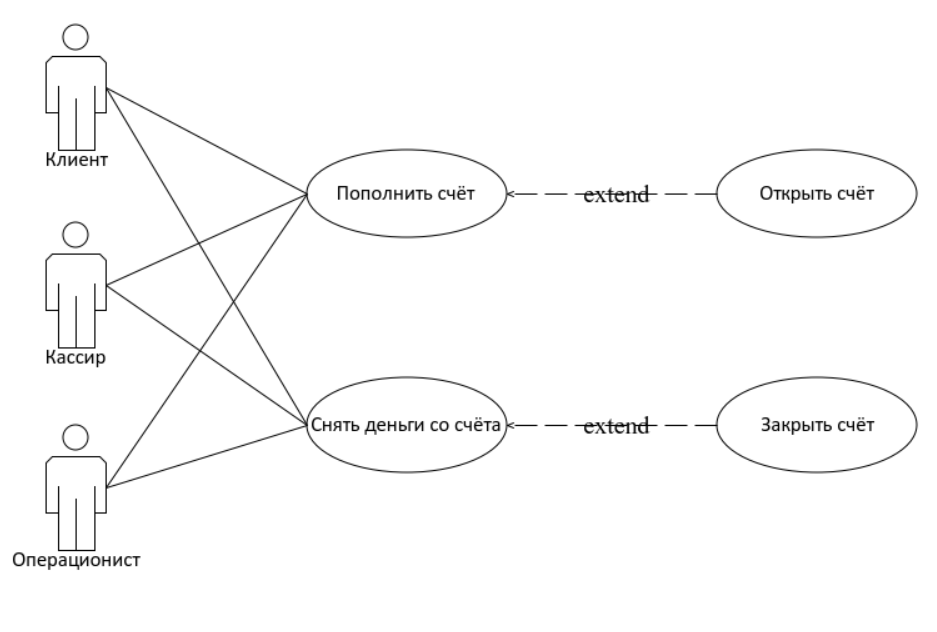 Клиент
Пополнить счёт
extend
Открыть счёт
Кассир
Снять деньги со счёта
extend
Закрыть счёт
Операционист